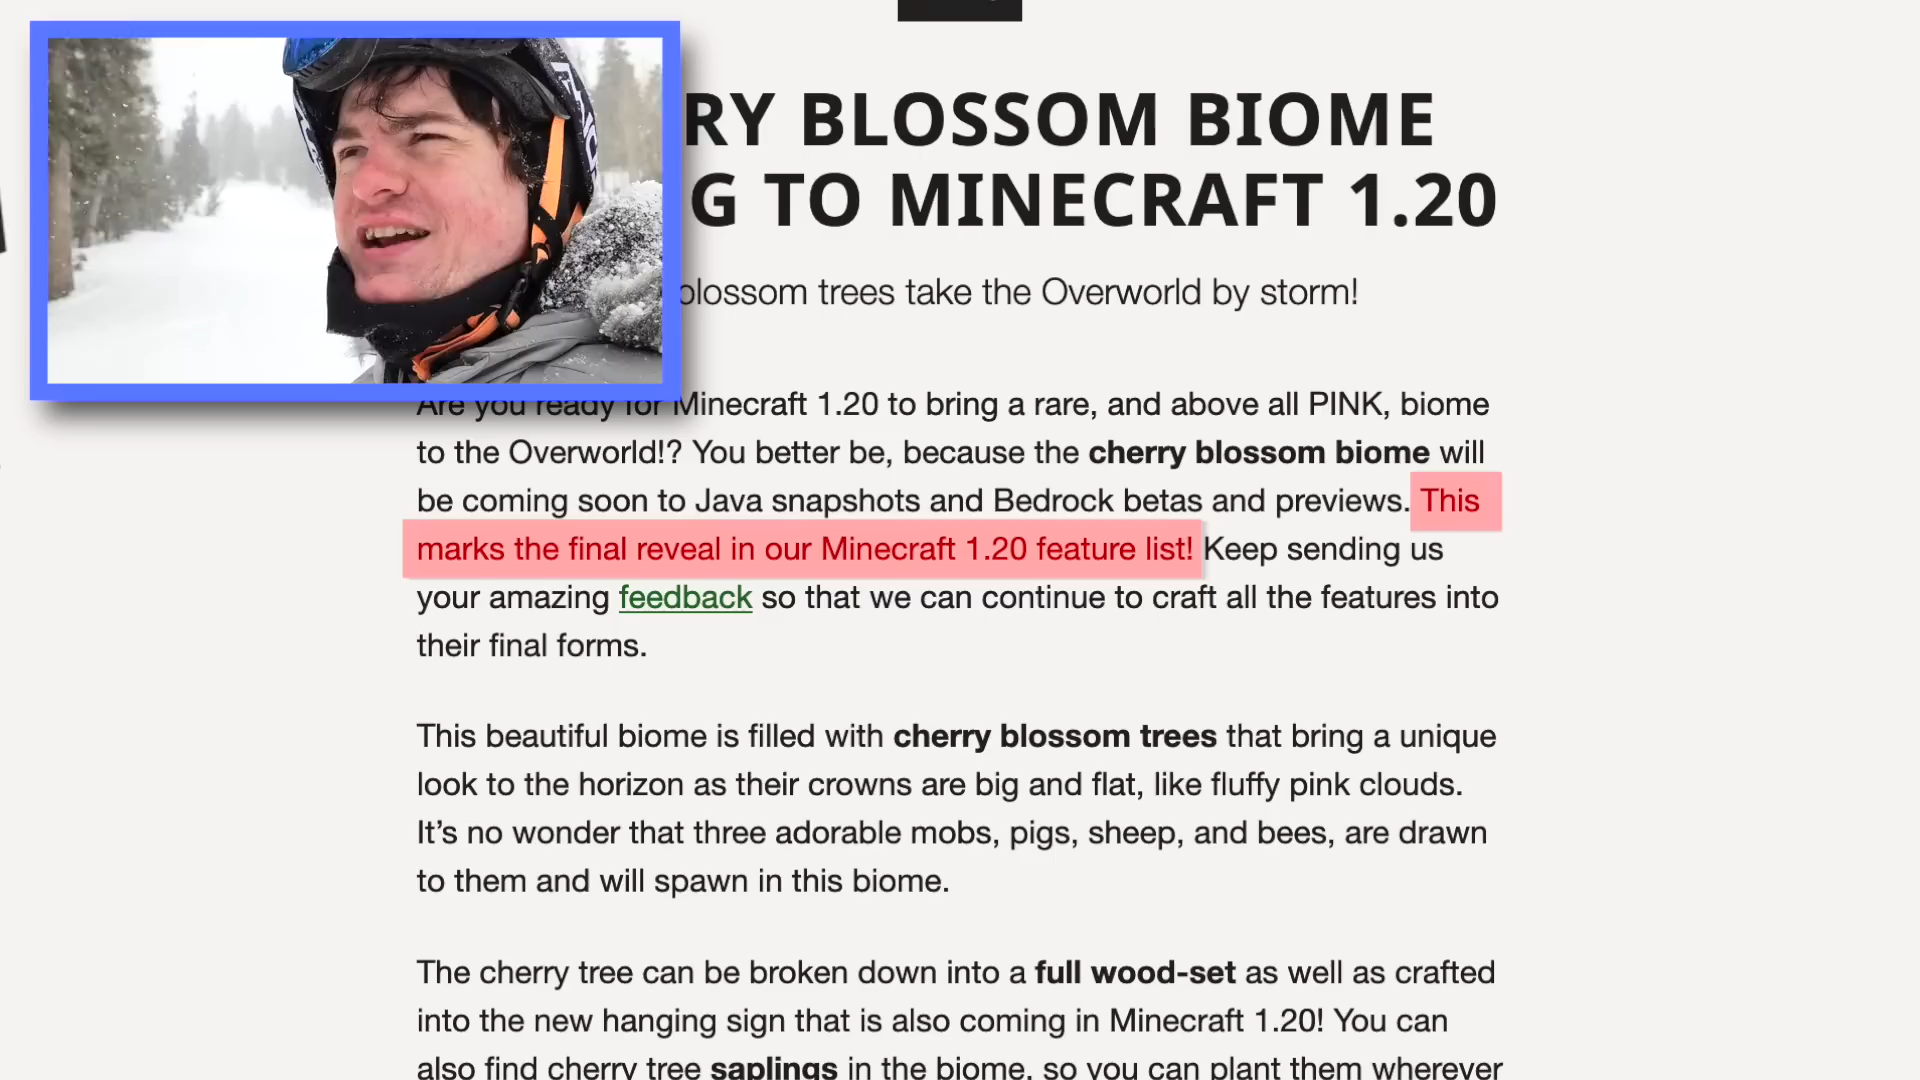 RY BLOSSOM BIOME
G TO MINECRAFT 1.20
blossom trees take the Overworld by storm!
Are you ready for Minecraft 1.20 to bring a rare, and above all PINK, biome
to the Overworld!? You better be, because the cherry blossom biome will
be coming soon to Java snapshots and Bedrock betas and previews. This
marks the final reveal in our Minecraft 1.20 feature list! Keep sending us
your amazing feedback so that we can continue to craft all the features into
their final forms.
This beautiful biome is filled with cherry blossom trees that bring a unique
look to the horizon as their crowns are big and flat, like fluffy pink clouds.
It’s no wonder that three adorable mobs, pigs, sheep, and bees, are drawn
to them and will spawn in this biome.
The cherry tree can be broken down into a full wood-set as well as crafted
into the new hanging sign that is also coming in Minecraft 1.20! You can
also find cherry tree saplings in the biome, so you can plant them wherever